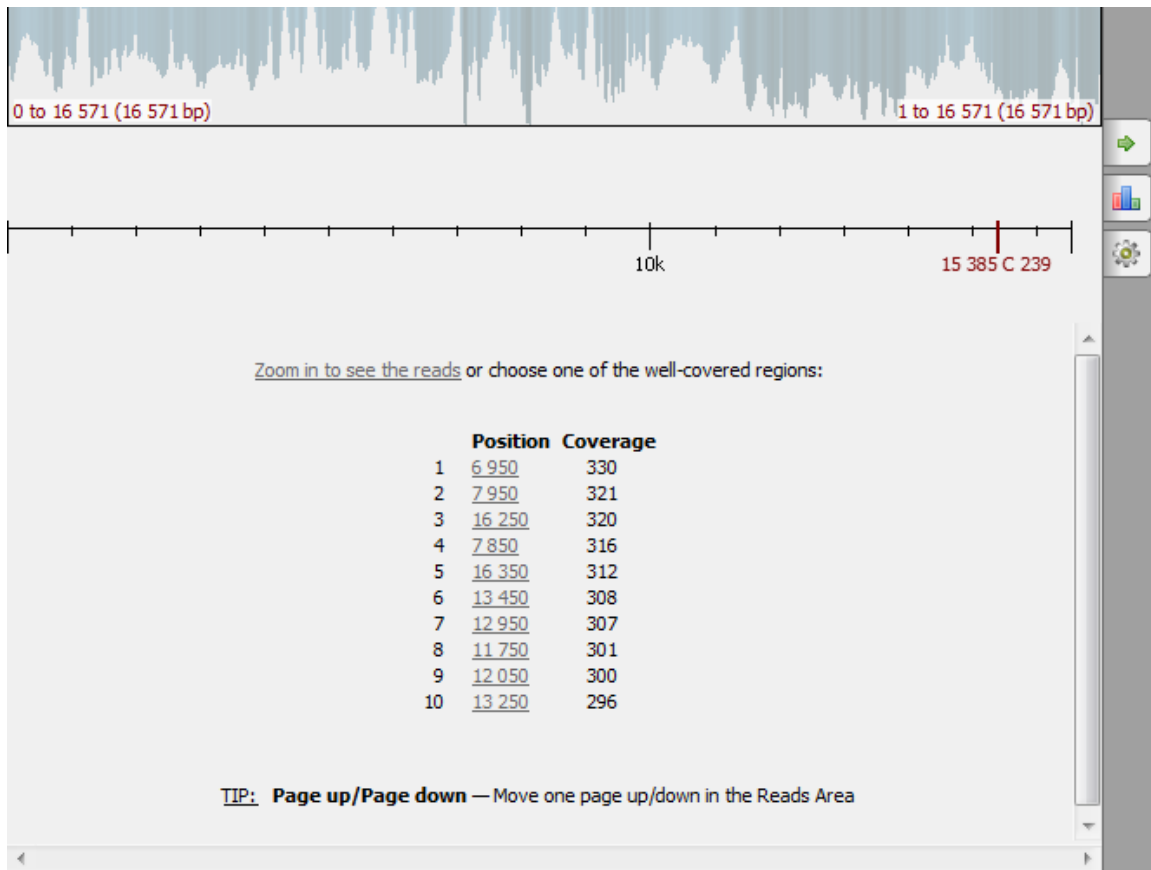 0 to 16 571 (16 571 bp) 1 to 16 571 (16 571 bp)
10k 15 385 C 239
Zoom in to see the reads or choose one of the well-covered regions:
Position Coverage
1 6 950 330
2 7 950 321
3 16 250 320
4 7 850 316
5 16 350 312
6 13 450 308
7 12 950 307
8 11 750 301
9 12 050 300
10 13 250 296
TIP: Page up/Page down — Move one page up/down in the Reads Area